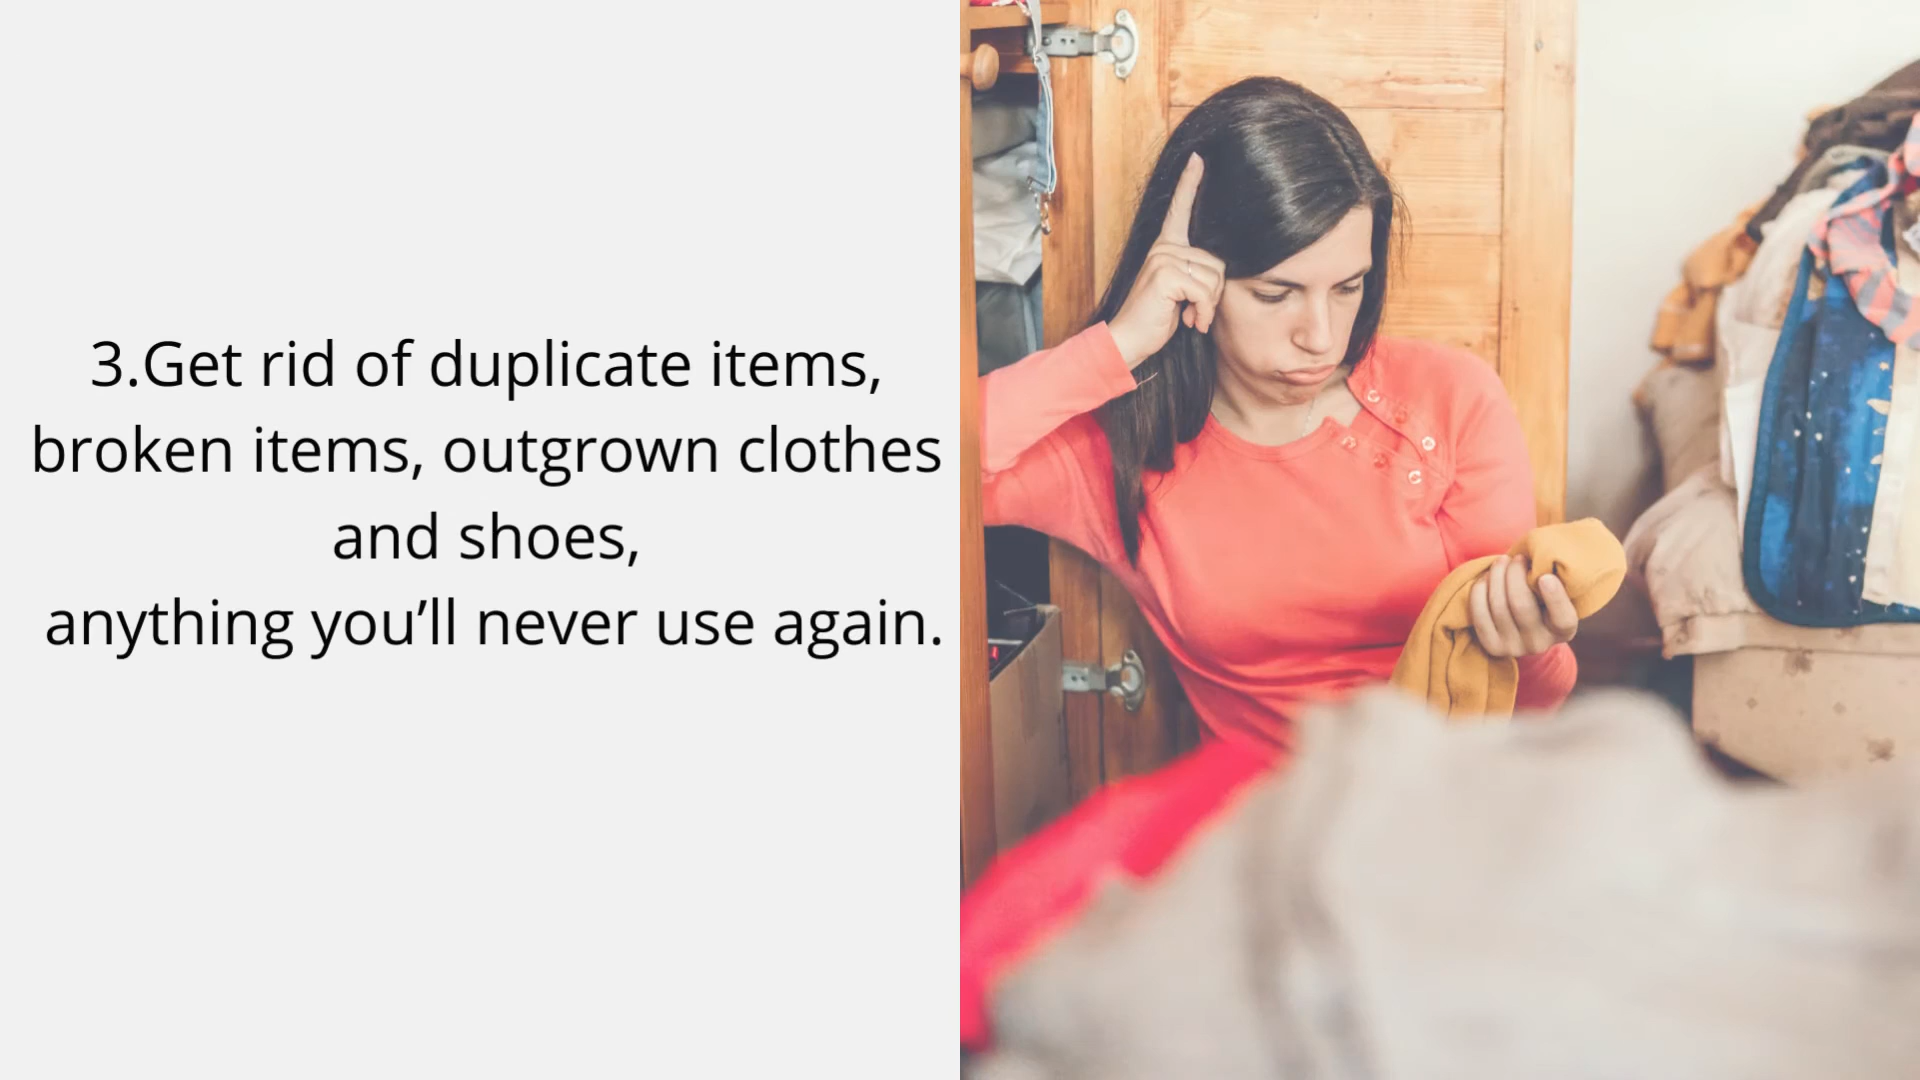 3.Get rid of duplicate items,
broken items, outgrown clothes
and shoes,
anything you’ll never use again.